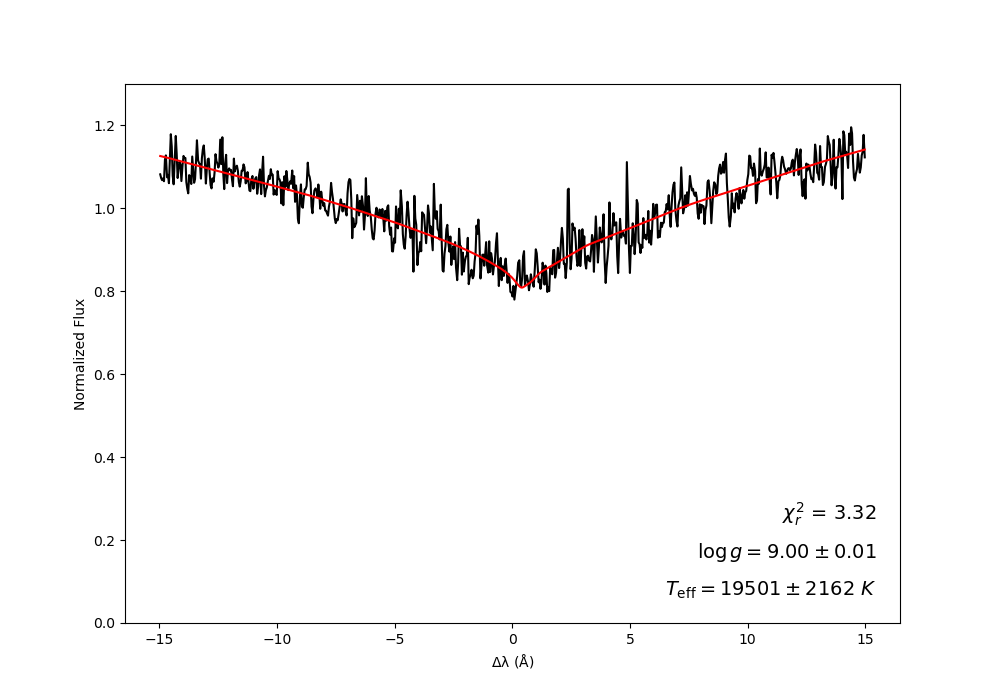 1.2
1.0
0.8
0.6
0.4
0.2
0.0
Normalized Flux
χ²ᵣ = 3.32
log g = 9.00 ± 0.01
T_eff = 19501 ± 2162 K
−15 −10 −5 0 5 10 15
Δλ (Å)